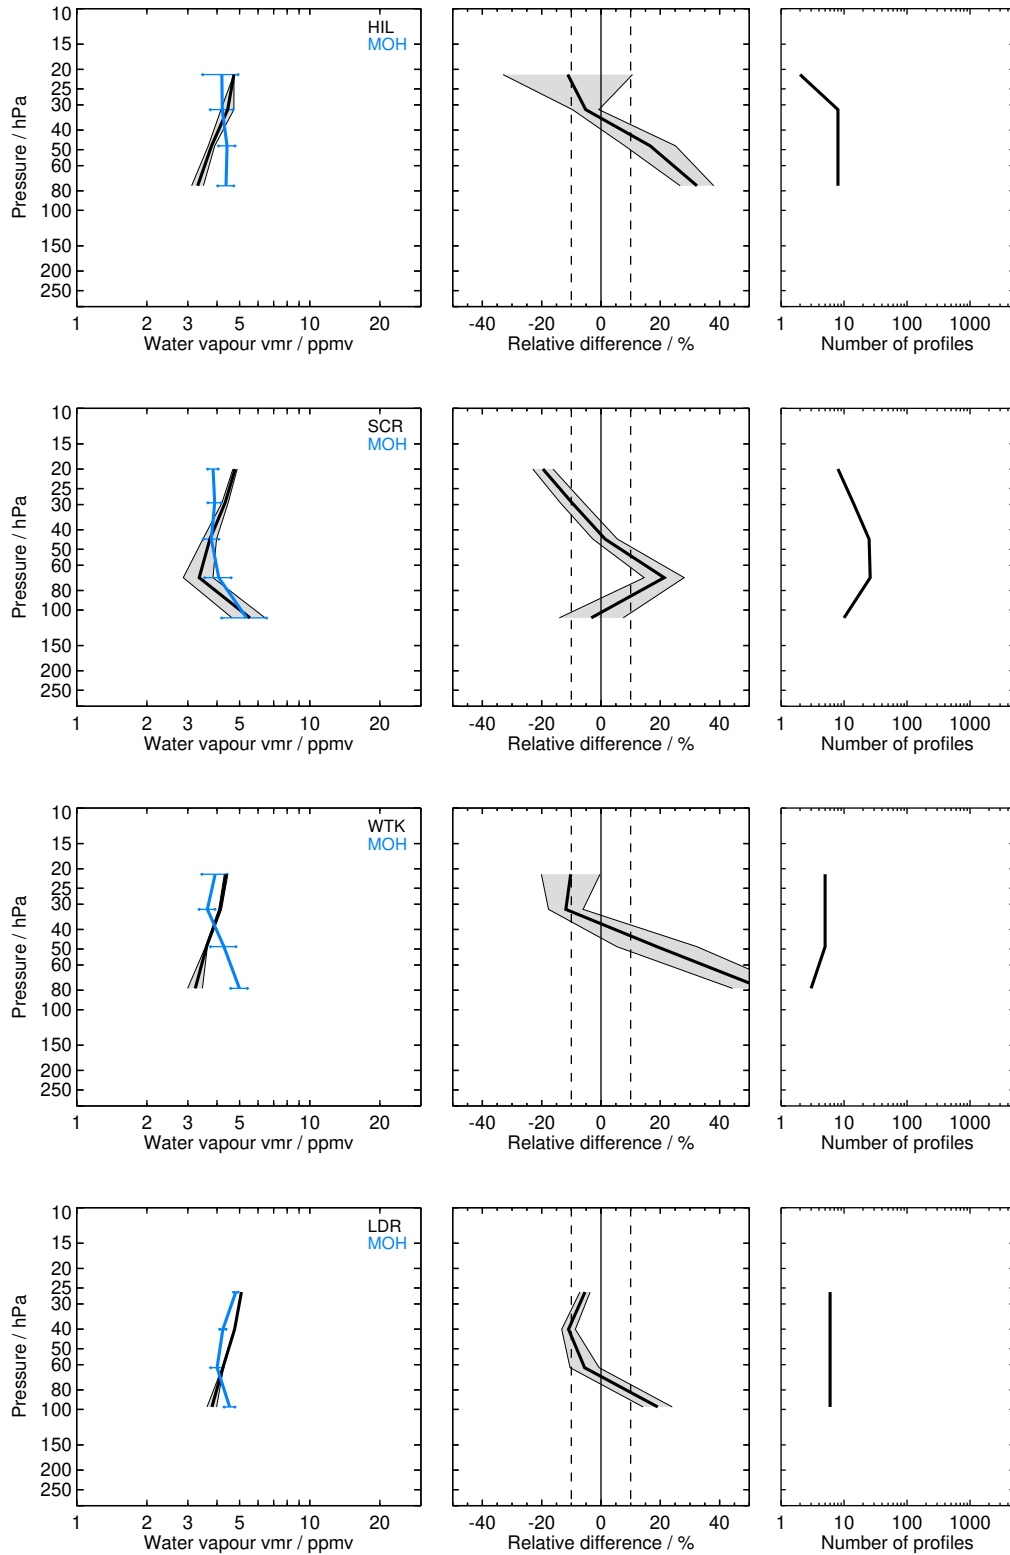 HIL
MOH
10
15
20
25
30
40
50
60
80
100
150
200
250
Pressure / hPa
1 2 3 5 10 20
Water vapour vmr / ppmv
-40 -20 0 20 40
Relative difference / %
1 10 100 1000
Number of profiles
SCR
MOH
10
15
20
25
30
40
50
60
80
100
150
200
250
Pressure / hPa
1 2 3 5 10 20
Water vapour vmr / ppmv
-40 -20 0 20 40
Relative difference / %
1 10 100 1000
Number of profiles
WTK
MOH
10
15
20
25
30
40
50
60
80
100
150
200
250
Pressure / hPa
1 2 3 5 10 20
Water vapour vmr / ppmv
-40 -20 0 20 40
Relative difference / %
1 10 100 1000
Number of profiles
LDR
MOH
10
15
20
25
30
40
50
60
80
100
150
200
250
Pressure / hPa
1 2 3 5 10 20
Water vapour vmr / ppmv
-40 -20 0 20 40
Relative difference / %
1 10 100 1000
Number of profiles